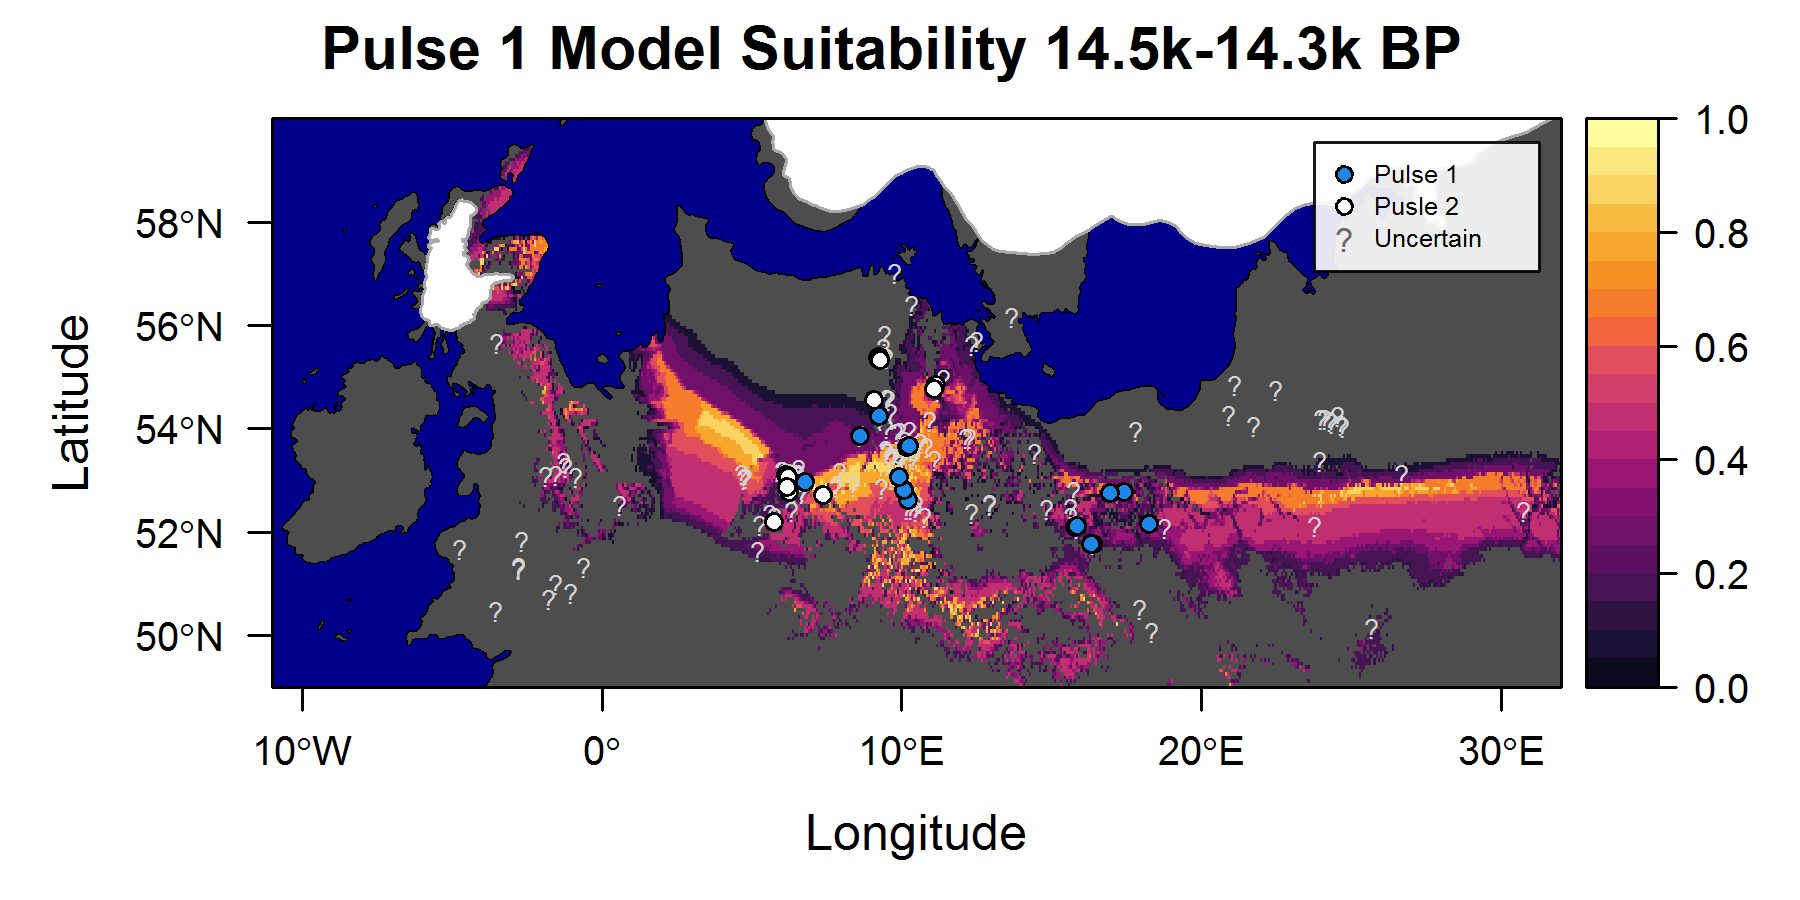 Pulse 1 Model Suitability 14.5k-14.3k BP
Pulse 1
Pusle 2
? Uncertain
1.0
0.8
0.6
0.4
0.2
0.0
58°N
56°N
54°N
52°N
50°N
Latitude
10°W 0° 10°E 20°E 30°E
Longitude